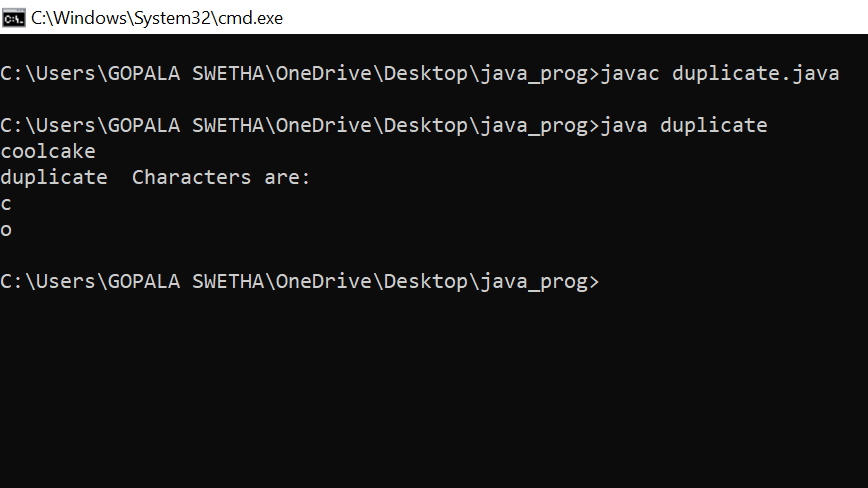 C:\Windows\System32\cmd.exe
C:\Users\GOPALA SWETHA\OneDrive\Desktop\java_prog>javac duplicate.java
C:\Users\GOPALA SWETHA\OneDrive\Desktop\java_prog>java duplicate
coolcake
duplicate  Characters are:
c
o
C:\Users\GOPALA SWETHA\OneDrive\Desktop\java_prog>